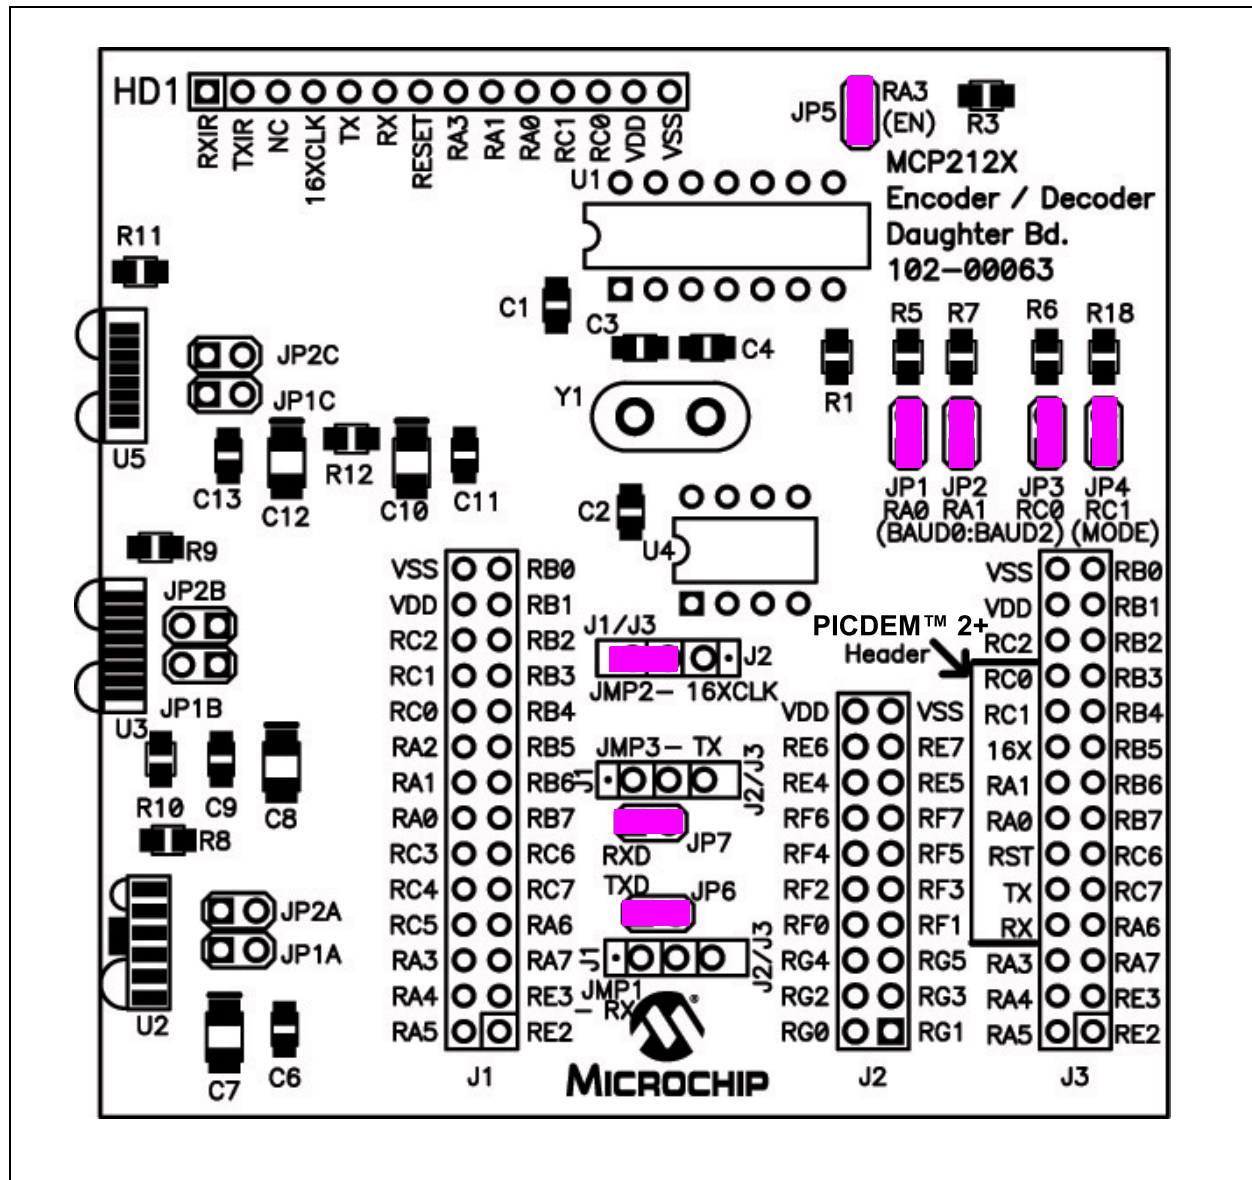 HD1
RXIR
TXIR
NC
16XCLK
TX
RX
RESET
RA3
RA1
RA0
RC1
RC0
VDD
VSS
JP5
RA3
(EN)
R3
U1
MCP212X
Encoder / Decoder
Daughter Bd.
102-00063
R11
C1
C3
C4
R5
R7
R6
R18
JP2C
JP1C
Y1
R1
U5
R12
C13
C12
C10
C11
C2
JP1
JP2
JP3
JP4
RA0
RA1
RC0
RC1
(BAUD0:BAUD2) (MODE)
U4
R9
JP2B
JP1B
U3
R10
C9
C8
R8
JP2A
JP1A
U2
C7
C6
VSS RB0
VDD RB1
RC2 RB2
RC1 RB3
RC0 RB4
RA2 RB5
RA1 RB6
RA0 RB7
RC3 RC6
RC4 RC7
RC5 RA6
RA3 RA7
RA4 RE3
RA5 RE2
J1
J1/J3
J2
JMP2- 16XCLK
JMP3- TX
J1
J2/J3
JP7
RXD
TXD
JP6
J1
J2/J3
JMP1
- RX
®
MICROCHIP
PICDEM™ 2+
Header
VDD VSS
RE6 RE7
RE4 RE5
RF6 RF7
RF4 RF5
RF2 RF3
RF0 RF1
RG4 RG5
RG2 RG3
RG0 RG1
J2
VSS RB0
VDD RB1
RC2 RB2
RC0 RB3
RC1 RB4
16X RB5
RA1 RB6
RA0 RB7
RST RC6
TX RC7
RX RA6
RA3 RA7
RA4 RE3
RA5 RE2
J3